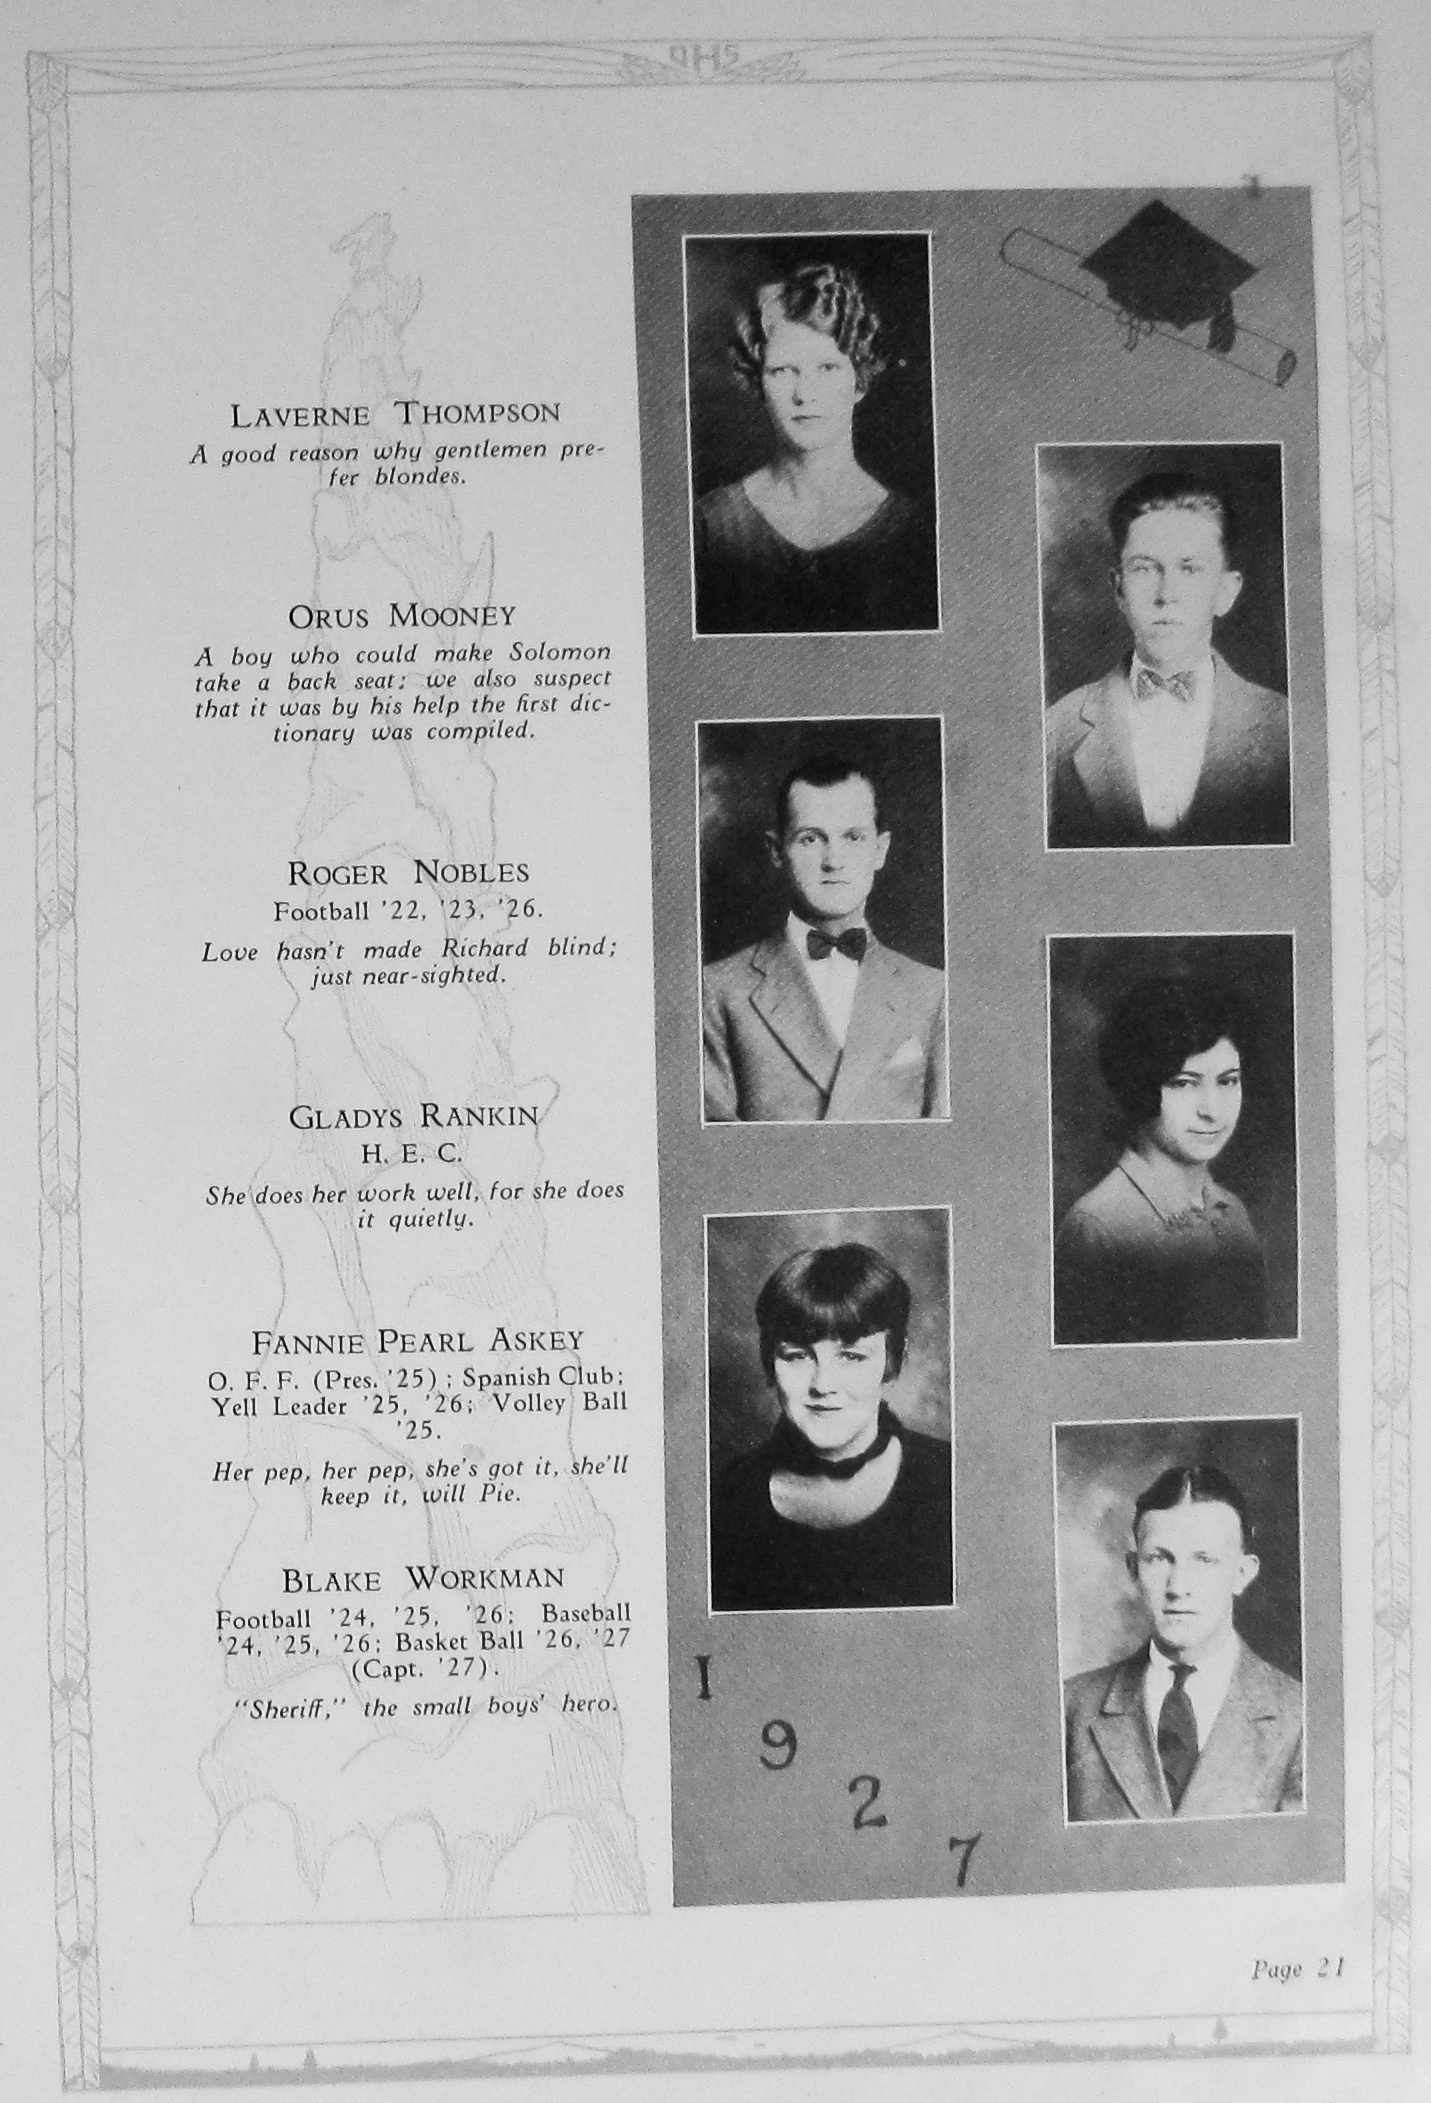 OHS
LAVERNE THOMPSON
A good reason why gentlemen pre-
fer blondes.
ORUS MOONEY
A boy who could make Solomon
take a back seat; we also suspect
that it was by his help the first dic-
tionary was compiled.
ROGER NOBLES
Football '22, '23, '26.
Love hasn't made Richard blind;
just near-sighted.
GLADYS RANKIN
H. E. C.
She does her work well, for she does
it quietly.
FANNIE PEARL ASKEY
O. F. F. (Pres. '25); Spanish Club;
Yell Leader '25, '26; Volley Ball
'25.
Her pep, her pep, she's got it, she'll
keep it, will Pie.
BLAKE WORKMAN
Football '24, '25, '26; Baseball
'24, '25, '26; Basket Ball '26, '27
(Capt. '27).
"Sheriff," the small boys' hero.
1
9
2
7
Page 21